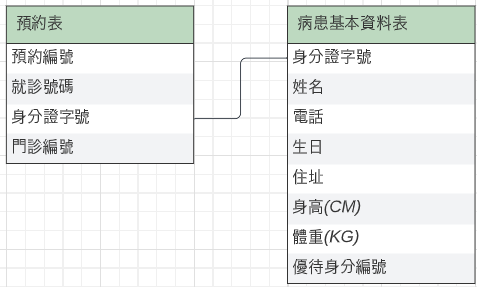 預約表
預約編號
就診號碼
身分證字號
門診編號
病患基本資料表
身分證字號
姓名
電話
生日
住址
身高(CM)
體重(KG)
優待身分編號